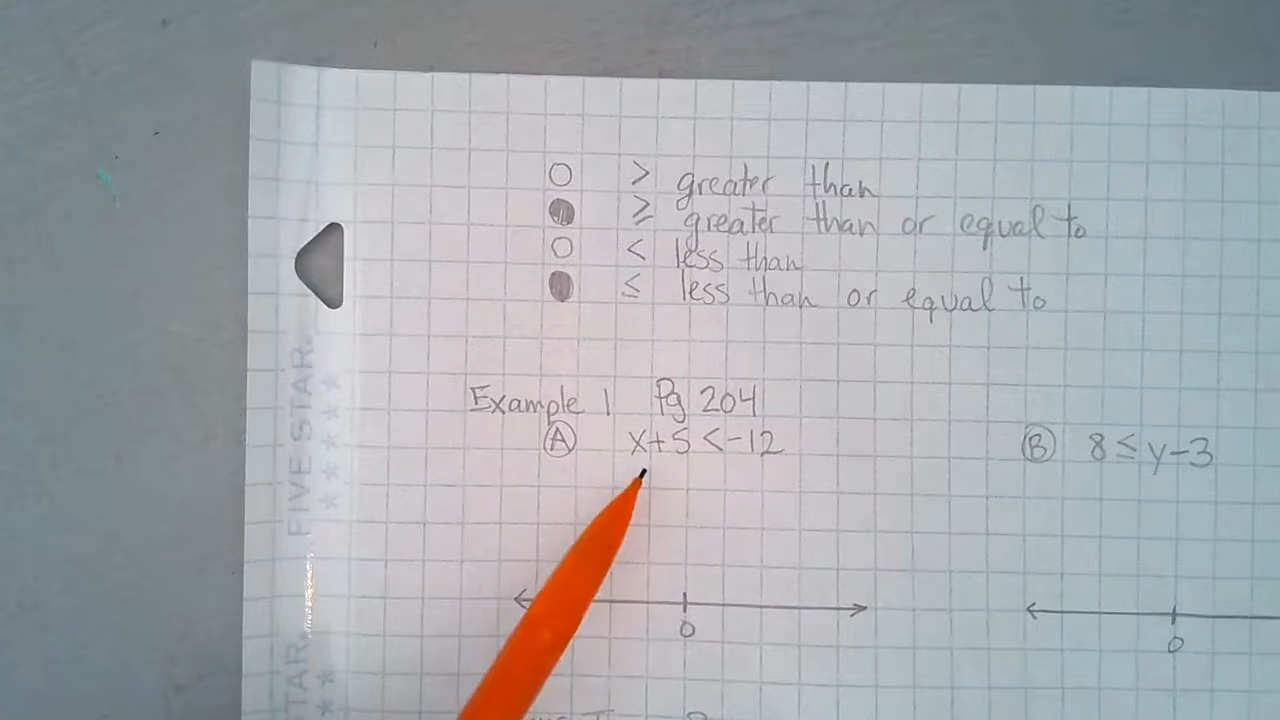 ○ > greater than
● ≥ greater than or equal to
○ < less than
● ≤ less than or equal to
Example 1 Pg 204
Ⓐ x+5 <-12
Ⓑ 8 ≤ y-3
0
0
FIVE STAR.
STAR.